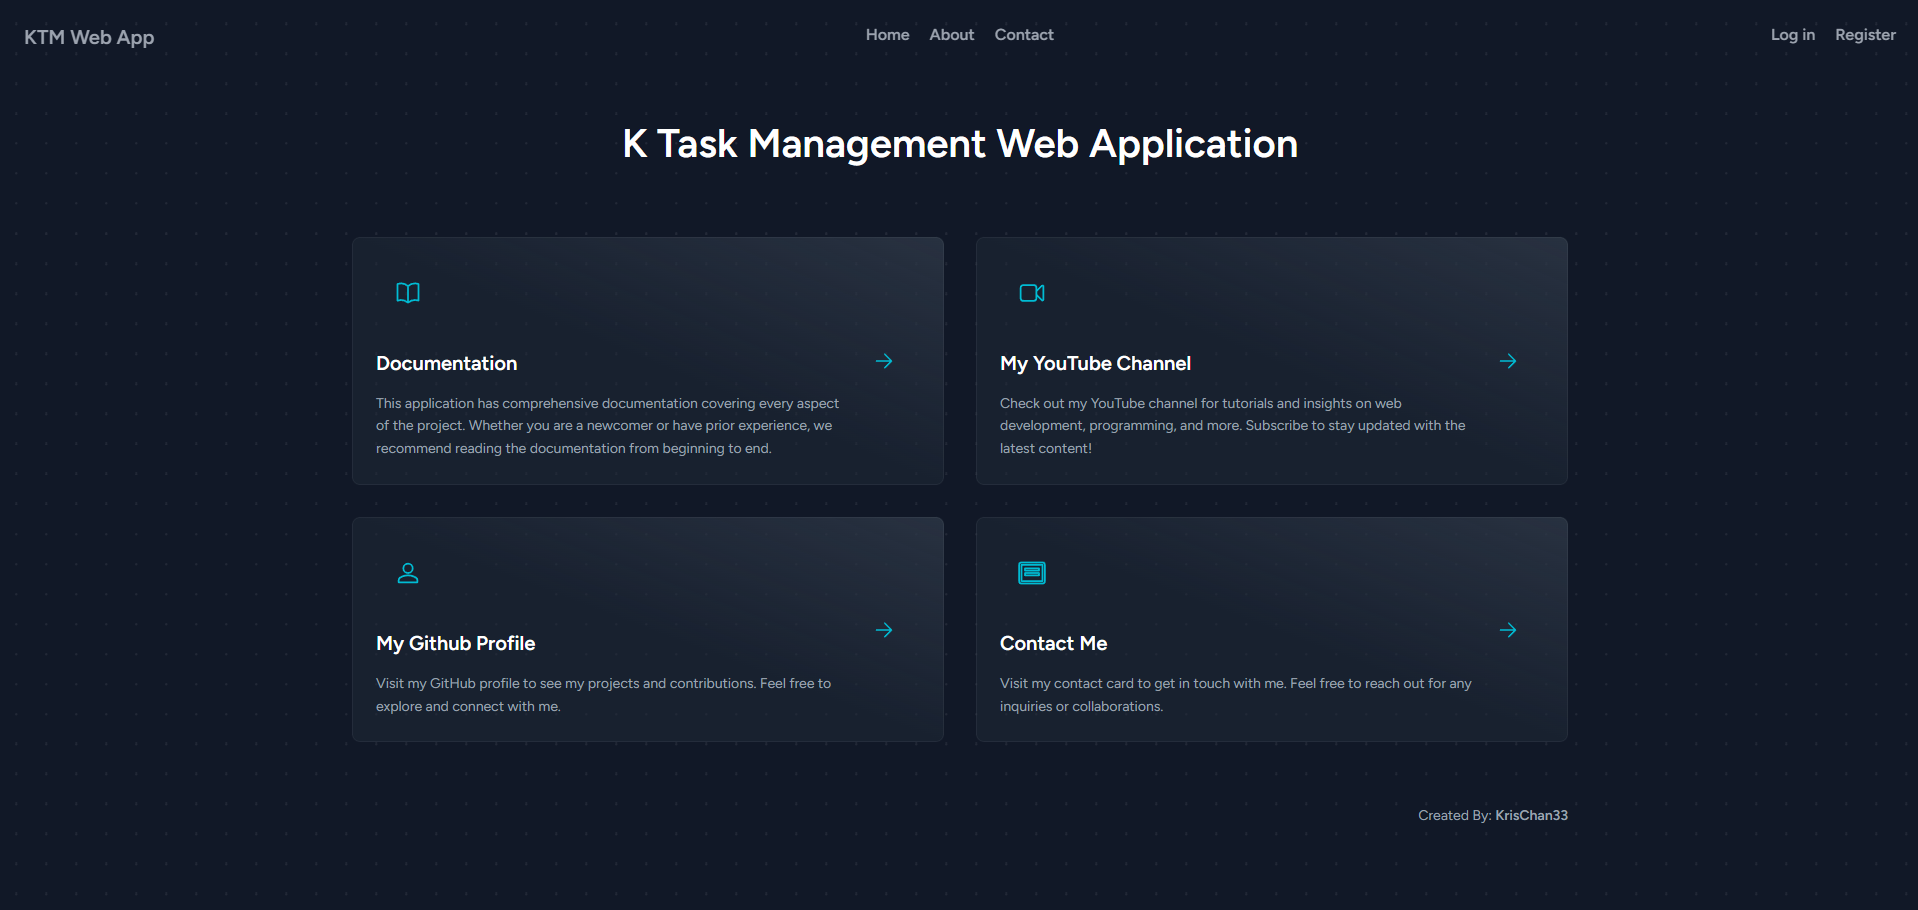 KTM Web App
Home About Contact
Log in Register
K Task Management Web Application
Documentation
This application has comprehensive documentation covering every aspect
of the project. Whether you are a newcomer or have prior experience, we
recommend reading the documentation from beginning to end.
My YouTube Channel
Check out my YouTube channel for tutorials and insights on web
development, programming, and more. Subscribe to stay updated with the
latest content!
My Github Profile
Visit my GitHub profile to see my projects and contributions. Feel free to
explore and connect with me.
Contact Me
Visit my contact card to get in touch with me. Feel free to reach out for any
inquiries or collaborations.
Created By: KrisChan33